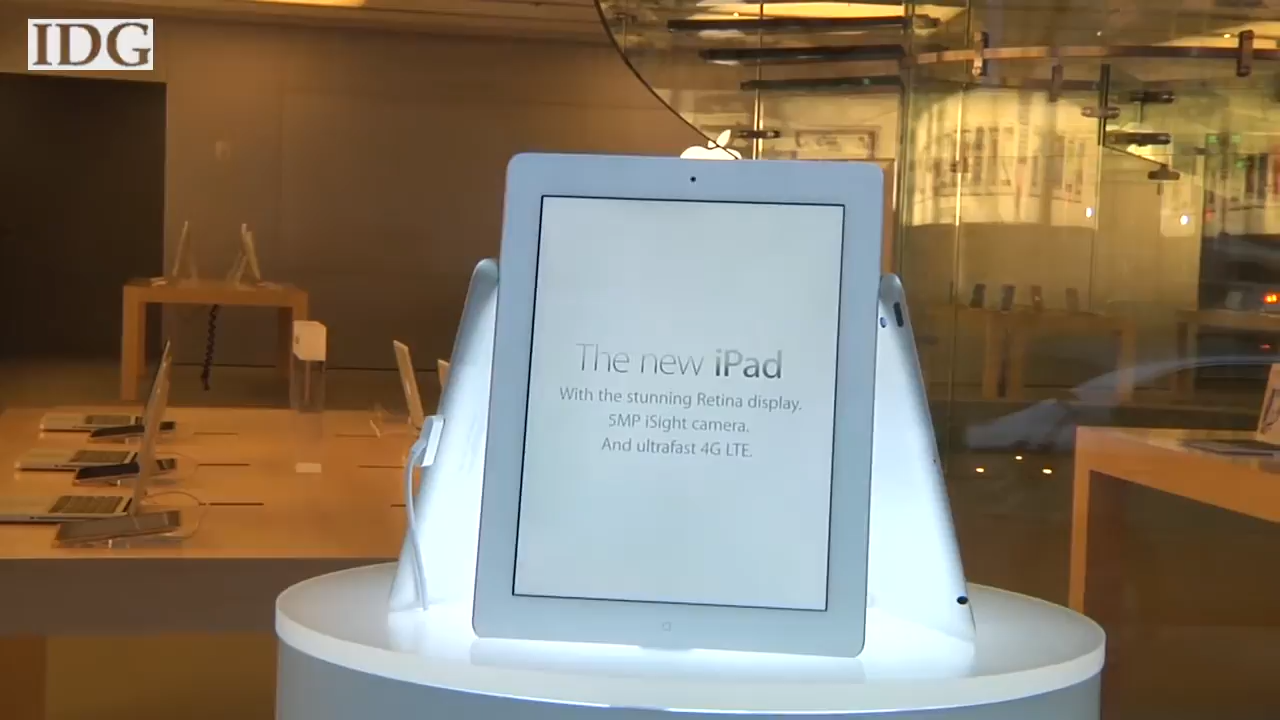 IDG
The new iPad
With the stunning Retina display.
5MP iSight camera.
And ultrafast 4G LTE.